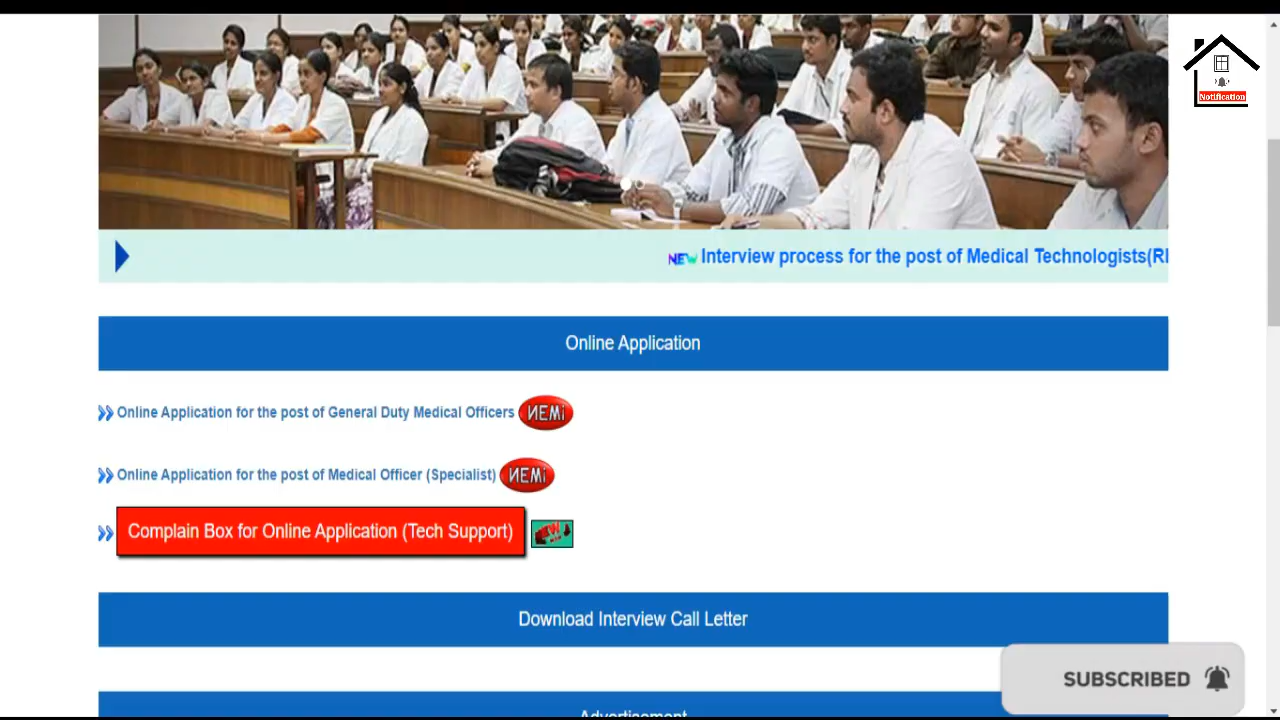 Notification
NEW Interview process for the post of Medical Technologists(R
Online Application
Online Application for the post of General Duty Medical Officers
Online Application for the post of Medical Officer (Specialist)
Complain Box for Online Application (Tech Support)
NEW
Download Interview Call Letter
SUBSCRIBED
Advertisement